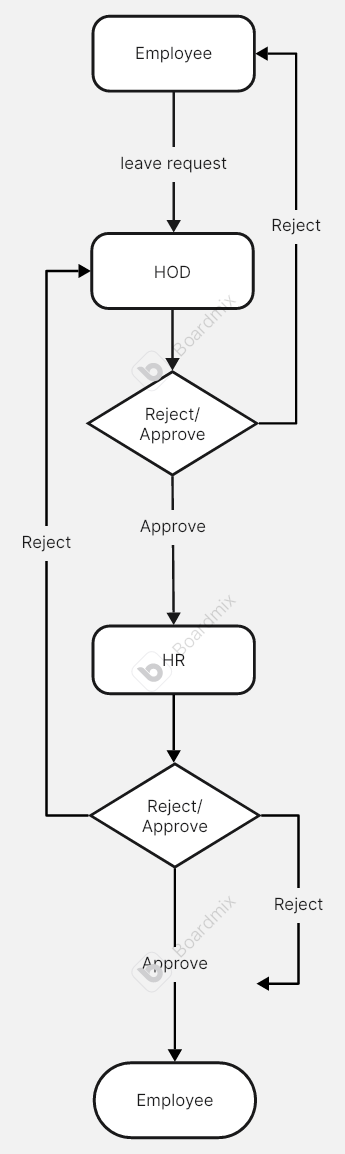 Employee
leave request
Reject
HOD
Boardmix
Reject/
Approve
Approve
Reject
Boardmix
HR
Reject/
Approve
Reject
Boardmix
Approve
Employee